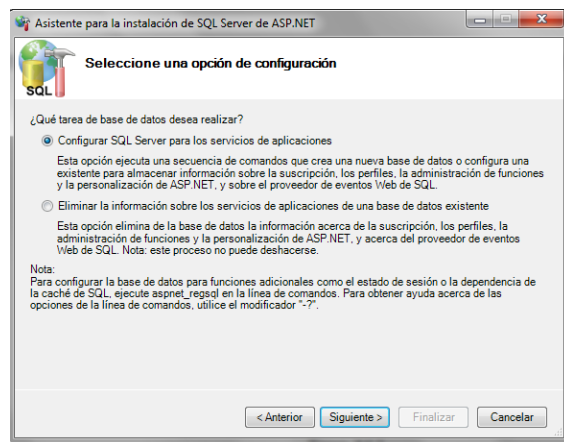 Asistente para la instalación de SQL Server de ASP.NET
Seleccione una opción de configuración
SQL
¿Qué tarea de base de datos desea realizar?
Configurar SQL Server para los servicios de aplicaciones
Esta opción ejecuta una secuencia de comandos que crea una nueva base de datos o configura una
existente para almacenar información sobre la suscripción, los perfiles, la administración de funciones
y la personalización de ASP.NET, y sobre el proveedor de eventos Web de SQL.
Eliminar la información sobre los servicios de aplicaciones de una base de datos existente
Esta opción elimina de la base de datos la información acerca de la suscripción, los perfiles, la
administración de funciones y la personalización de ASP.NET, y acerca del proveedor de eventos
Web de SQL. Nota: este proceso no puede deshacerse.
Nota:
Para configurar la base de datos para funciones adicionales como el estado de sesión o la dependencia de
la caché de SQL, ejecute aspnet_regsql en la línea de comandos. Para obtener ayuda acerca de las
opciones de la línea de comandos, utilice el modificador "-?".
< Anterior
Siguiente >
Finalizar
Cancelar